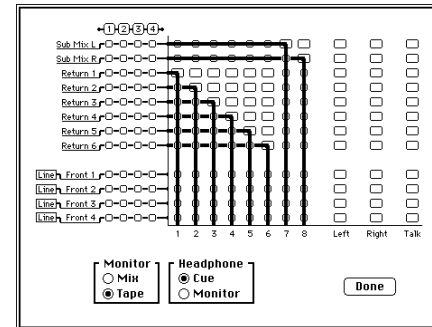 1 2 3 4
Sub Mix L
Sub Mix R
Return 1
Return 2
Return 3
Return 4
Return 5
Return 6
Line Front 1
Line Front 2
Line Front 3
Line Front 4
1 2 3 4 5 6 7 8 Left Right Talk
Monitor
Mix
Tape
Headphone
Cue
Monitor
Done